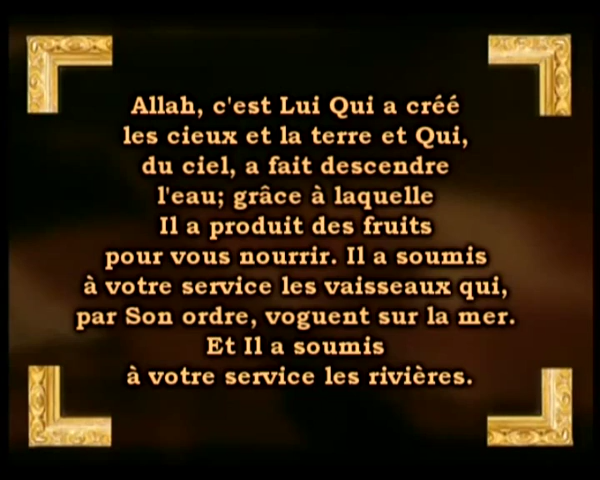 Allah, c'est Lui Qui a créé
les cieux et la terre et Qui,
du ciel, a fait descendre
l'eau; grâce à laquelle
Il a produit des fruits
pour vous nourrir. Il a soumis
à votre service les vaisseaux qui,
par Son ordre, voguent sur la mer.
Et Il a soumis
à votre service les rivières.